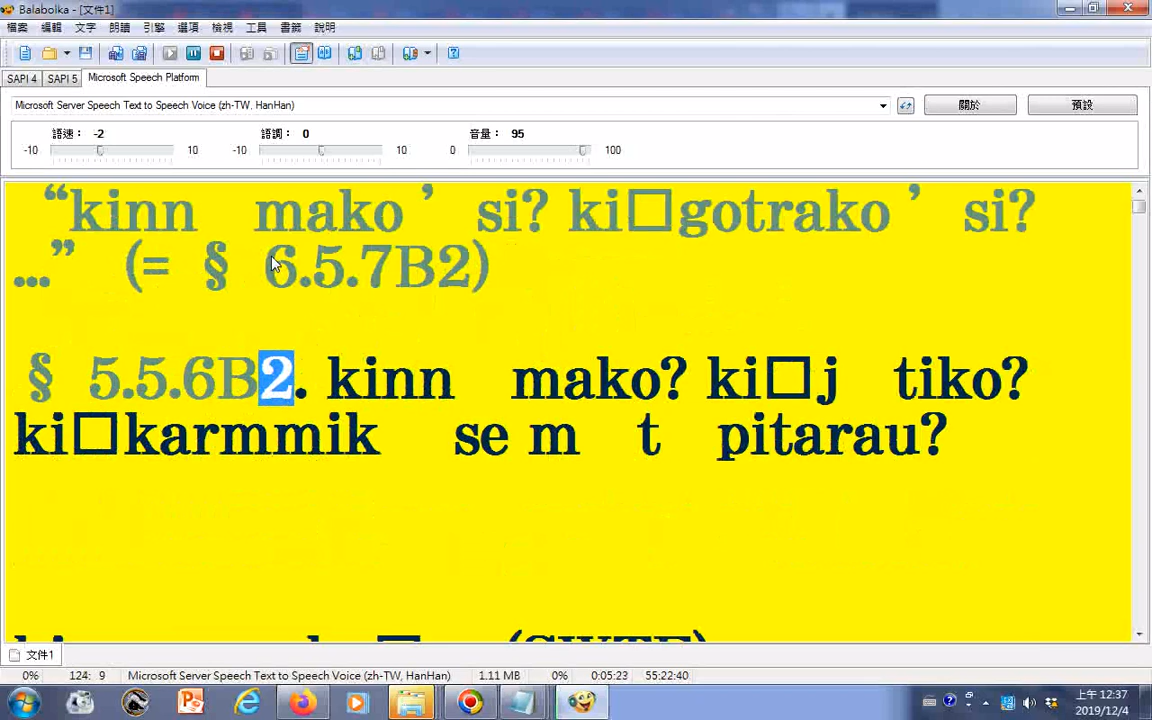 Balabolka - [文件1]
檔案 編輯 文字 朗讀 引擎 選項 檢視 工具 書籤 說明
SAPI 4 SAPI 5 Microsoft Speech Platform
Microsoft Server Speech Text to Speech Voice (zh-TW, HanHan) 關於 預設
語速： -2 語調： 0 音量： 95
-10 10 -10 10 0 100
“kinn mako’ si? ki□gotrako’ si?
...” (= § 6.5.7B2)
§ 5.5.6B2. kinn mako? ki□j tiko?
ki□karmmik se m t pitarau?
文件1
0% 124: 9 Microsoft Server Speech Text to Speech Voice (zh-TW, HanHan) 1.11 MB 0% 0:05:23 55:22:40
上午 12:37
2019/12/4